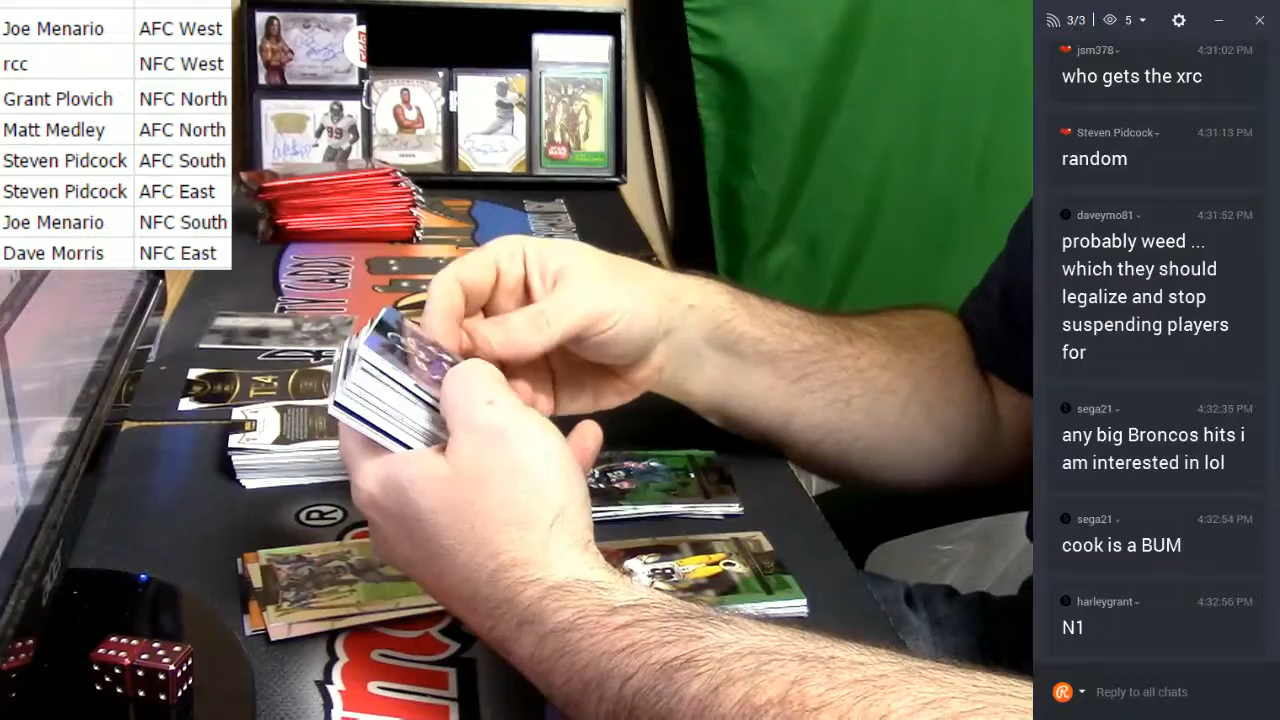 Joe Menario AFC West
rcc NFC West
Grant Plovich NFC North
Matt Medley AFC North
Steven Pidcock AFC South
Steven Pidcock AFC East
Joe Menario NFC South
Dave Morris NFC East
STAR WARS
TY CARDS
®
3/3 5
jsm378 4:31:02 PM
who gets the xrc
Steven Pidcock 4:31:13 PM
random
daveymo81 4:31:52 PM
probably weed ...
which they should
legalize and stop
suspending players
for
sega21 4:32:35 PM
any big Broncos hits i
am interested in lol
sega21 4:32:54 PM
cook is a BUM
harleygrant 4:32:56 PM
N1
Reply to all chats